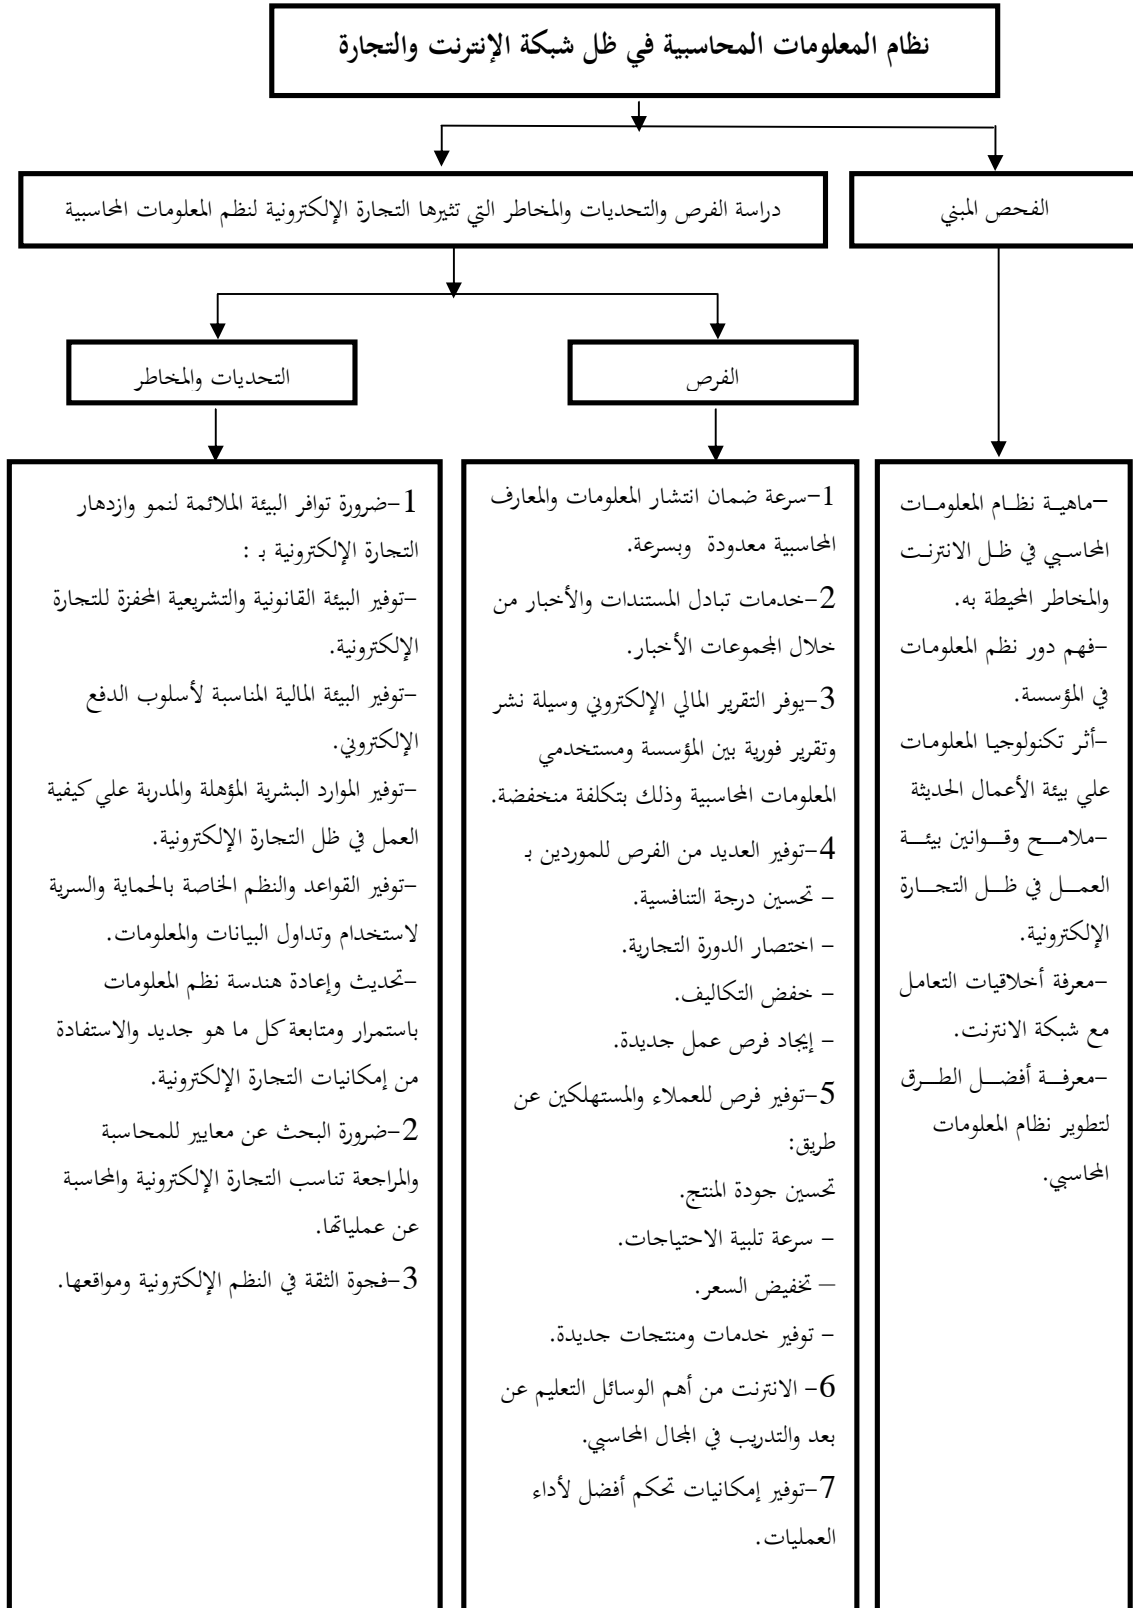 نظام المعلومات المحاسبية في ظل شبكة الإنترنت والتجارة
الفحص المبني
دراسة الفرص والتحديات والمخاطر التي تثيرها التجارة الإلكترونية لنظم المعلومات المحاسبية
الفرص
التحديات والمخاطر
–ماهية نظام المعلومات
المحاسبي في ظل الانترنت
والمخاطر المحيطة به.
–فهم دور نظم المعلومات
في المؤسسة.
–أثر تكنولوجيا المعلومات
علي بيئة الأعمال الحديثة
–ملامح وقوانين بيئة
العمل في ظل التجارة
الإلكترونية.
–معرفة أخلاقيات التعامل
مع شبكة الانترنت.
–معرفة أفضل الطرق
لتطوير نظام المعلومات
المحاسبي.
1–سرعة ضمان انتشار المعلومات والمعارف
المحاسبية معدودة وبسرعة.
2–خدمات تبادل المستندات والأخبار من
خلال المجموعات الأخبار.
3–يوفر التقرير المالي الإلكتروني وسيلة نشر
وتقرير فورية بين المؤسسة ومستخدمي
المعلومات المحاسبية وذلك بتكلفة منخفضة.
4–توفير العديد من الفرص للموردين بـ
– تحسين درجة التنافسية.
– اختصار الدورة التجارية.
– خفض التكاليف.
– إيجاد فرص عمل جديدة.
5–توفير فرص للعملاء والمستهلكين عن
طريق:
تحسين جودة المنتج.
– سرعة تلبية الاحتياجات.
– تخفيض السعر.
– توفير خدمات ومنتجات جديدة.
6– الانترنت من أهم الوسائل التعليم عن
بعد والتدريب في المجال المحاسبي.
7–توفير إمكانيات تحكم أفضل لأداء
العمليات.
1–ضرورة توافر البيئة الملائمة لنمو وازدهار
التجارة الإلكترونية بـ :
–توفير البيئة القانونية والتشريعية المحفزة للتجارة
الإلكترونية.
–توفير البيئة المالية المناسبة لأسلوب الدفع
الإلكتروني.
–توفير الموارد البشرية المؤهلة والمدربة علي كيفية
العمل في ظل التجارة الإلكترونية.
–توفير القواعد والنظم الخاصة بالحماية والسرية
لاستخدام وتداول البيانات والمعلومات.
–تحديث وإعادة هندسة نظم المعلومات
باستمرار ومتابعة كل ما هو جديد والاستفادة
من إمكانيات التجارة الإلكترونية.
2–ضرورة البحث عن معايير للمحاسبة
والمراجعة تناسب التجارة الإلكترونية والمحاسبة
عن عملياتها.
3–فجوة الثقة في النظم الإلكترونية ومواقعها.